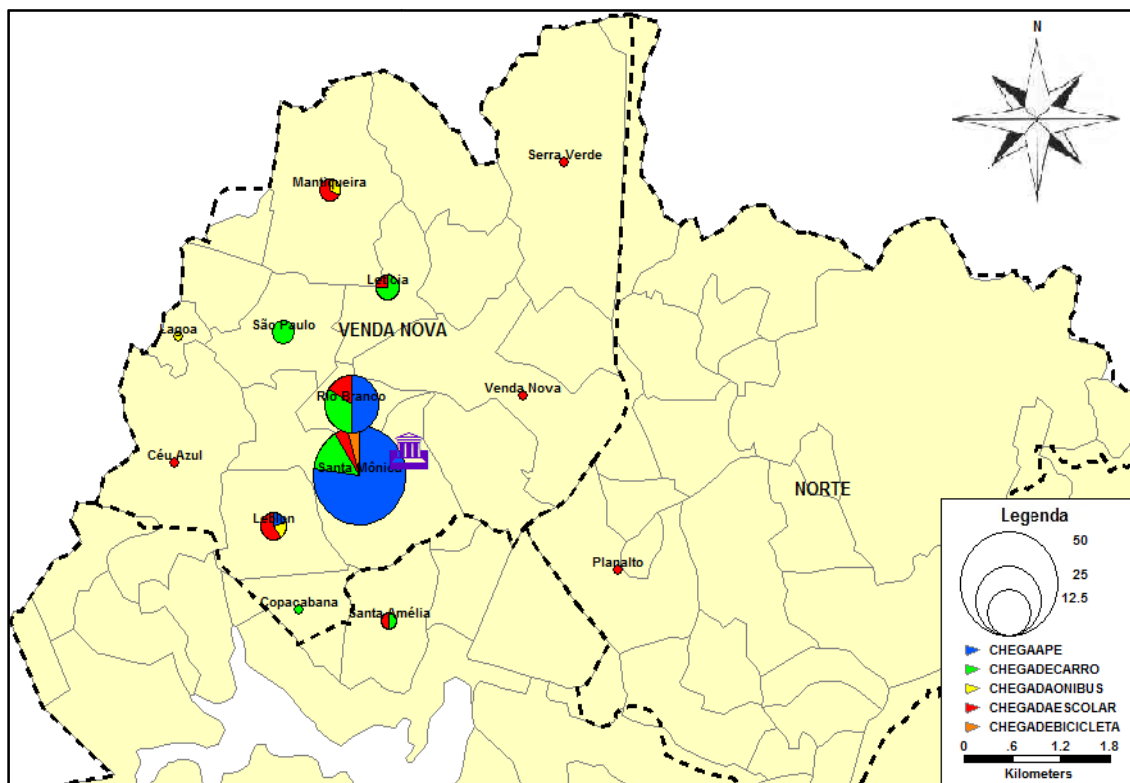 N
Serra Verde
Mantiqueira
Leticia
São Paulo
VENDA NOVA
Lagoa
Venda Nova
Rio Branco
Céu Azul
Santa Mônica
NORTE
Leblon
Planalto
Copacabana
Santa Amélia
Legenda
50
25
12.5
CHEGAAPE
CHEGADECARRO
CHEGADAONIBUS
CHEGADAESCOLAR
CHEGADEBICICLETA
0 .6 1.2 1.8
Kilometers